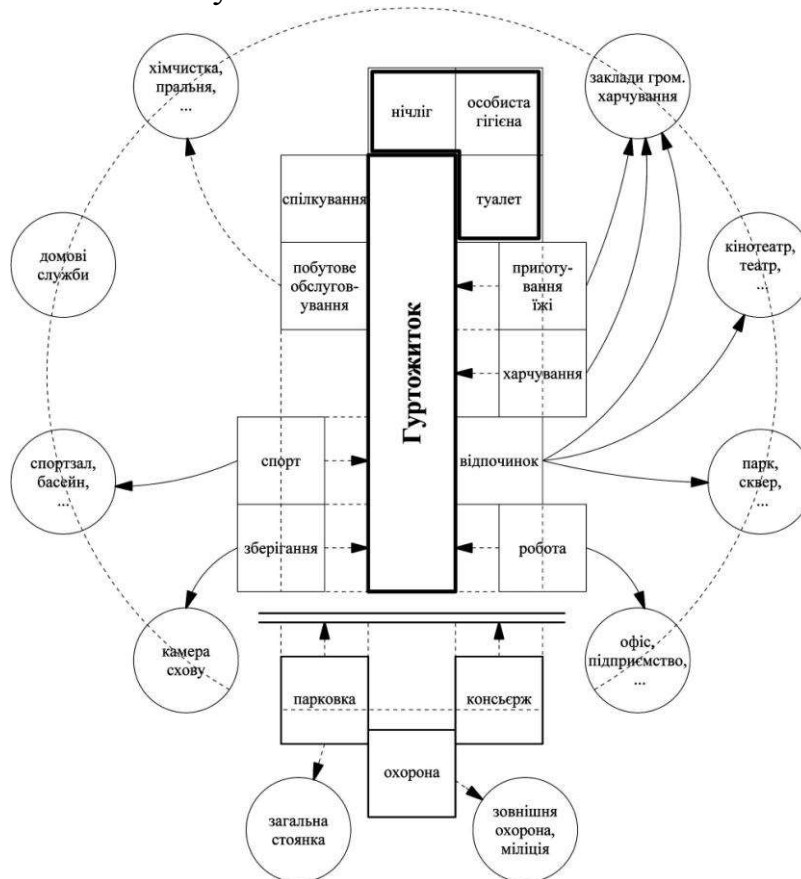 у
хімчистка,
пральня,
...
нічліг
особиста
гігієна
заклади гром.
харчування
спілкування
туалет
домові
служби
побутове
обслугов-
ування
приготу-
вання
їжі
кінотеатр,
театр,
...
Гуртожиток
харчування
спортзал,
басейн,
...
спорт
відпочинок
парк,
сквер,
...
зберігання
робота
камера
схову
офіс,
підприємство,
...
парковка
консьєрж
охорона
загальна
стоянка
зовнішня
охорона,
міліція